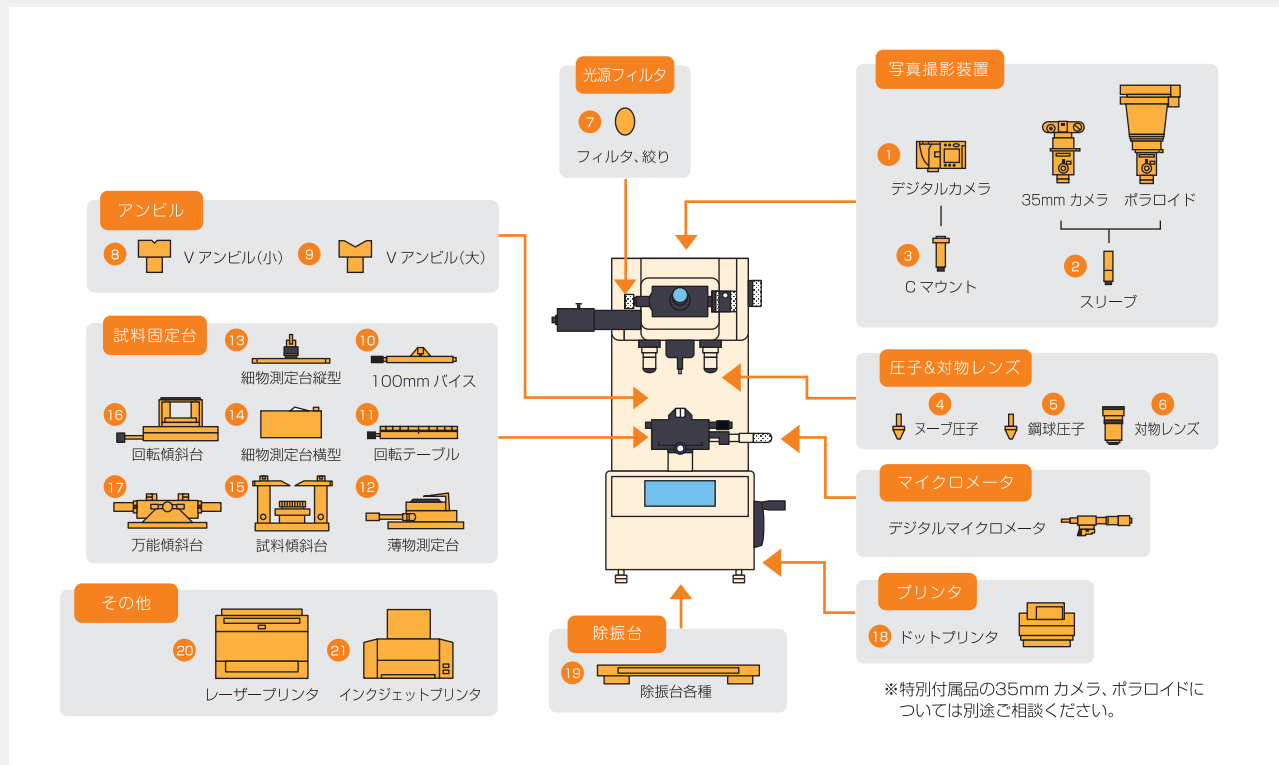 光源フィルタ
7
フィルタ、絞り
写真撮影装置
1
デジタルカメラ
35mm カメラ
ポラロイド
3
Cマウント
2
スリーブ
アンビル
8
Vアンビル(小)
9
Vアンビル(大)
試料固定台
13
細物測定台縦型
10
100mm バイス
16
回転傾斜台
14
細物測定台横型
11
回転テーブル
17
万能傾斜台
15
試料傾斜台
12
薄物測定台
圧子&対物レンズ
4
ヌープ圧子
5
鋼球圧子
6
対物レンズ
マイクロメータ
デジタルマイクロメータ
プリンタ
18
ドットプリンタ
その他
20
レーザープリンタ
21
インクジェットプリンタ
除振台
19
除振台各種
※特別付属品の35mm カメラ、ポラロイドに
ついては別途ご相談ください。